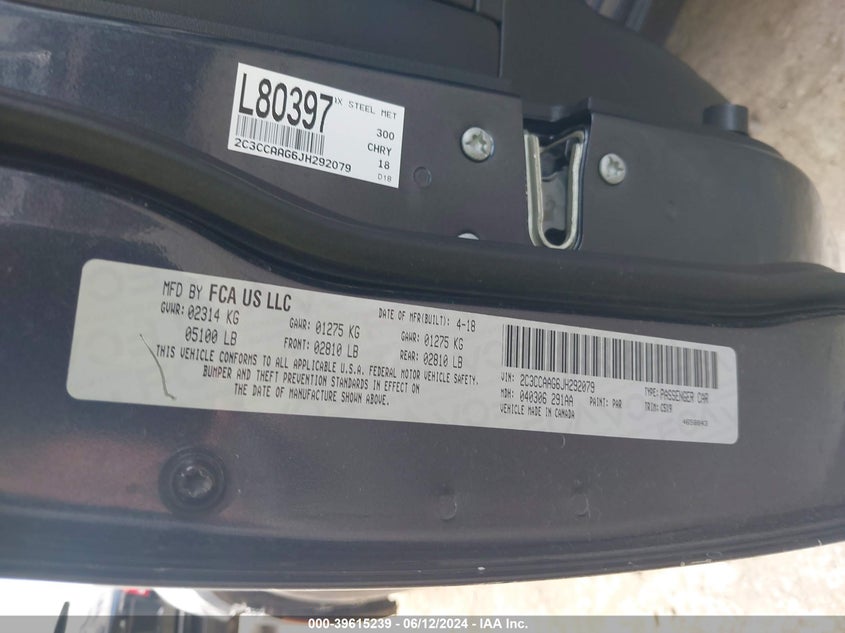 L80397
DX STEEL MET
300
CHRY
18
D18
2C3CCAAG6JH292079
MFD BY FCA US LLC
DATE OF MFR(BUILT): 4-18
GVWR: 02314 KG GAWR: 01275 KG GAWR: 01275 KG
05100 LB FRONT: 02810 LB REAR: 02810 LB
THIS VEHICLE CONFORMS TO ALL APPLICABLE U.S.A. FEDERAL MOTOR VEHICLE SAFETY,
BUMPER AND THEFT PREVENTION STANDARDS IN EFFECT ON
THE DATE OF MANUFACTURE SHOWN ABOVE.
VIN: 2C3CCAAG6JH292079 TYPE: PASSENGER CAR
MDH: 040306 291AA PAINT: PAR TRIM: C5X9
VEHICLE MADE IN CANADA
000-39615239 - 06/12/2024 - IAA Inc.